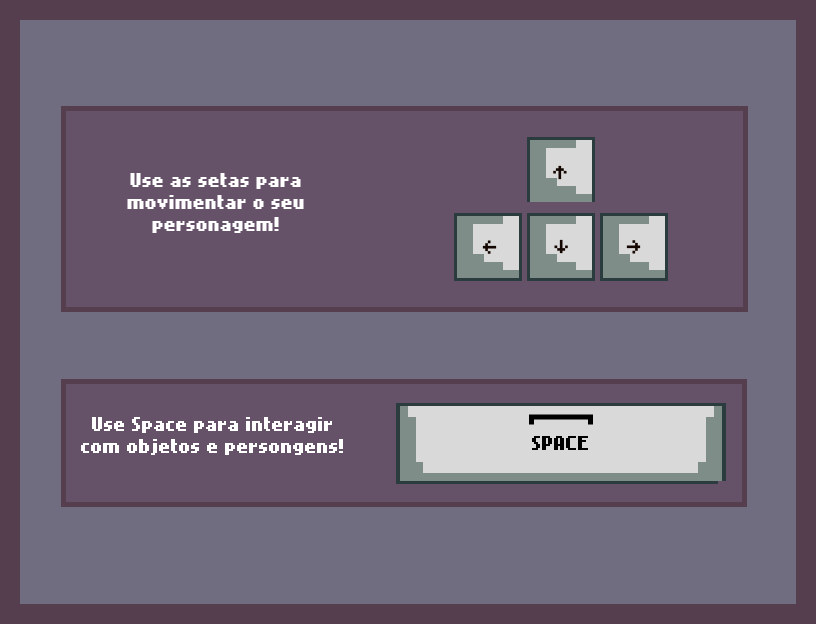 Use as setas para
movimentar o seu
personagem!
↑
← ↓ →
Use Space para interagir
com objetos e persongens!
SPACE